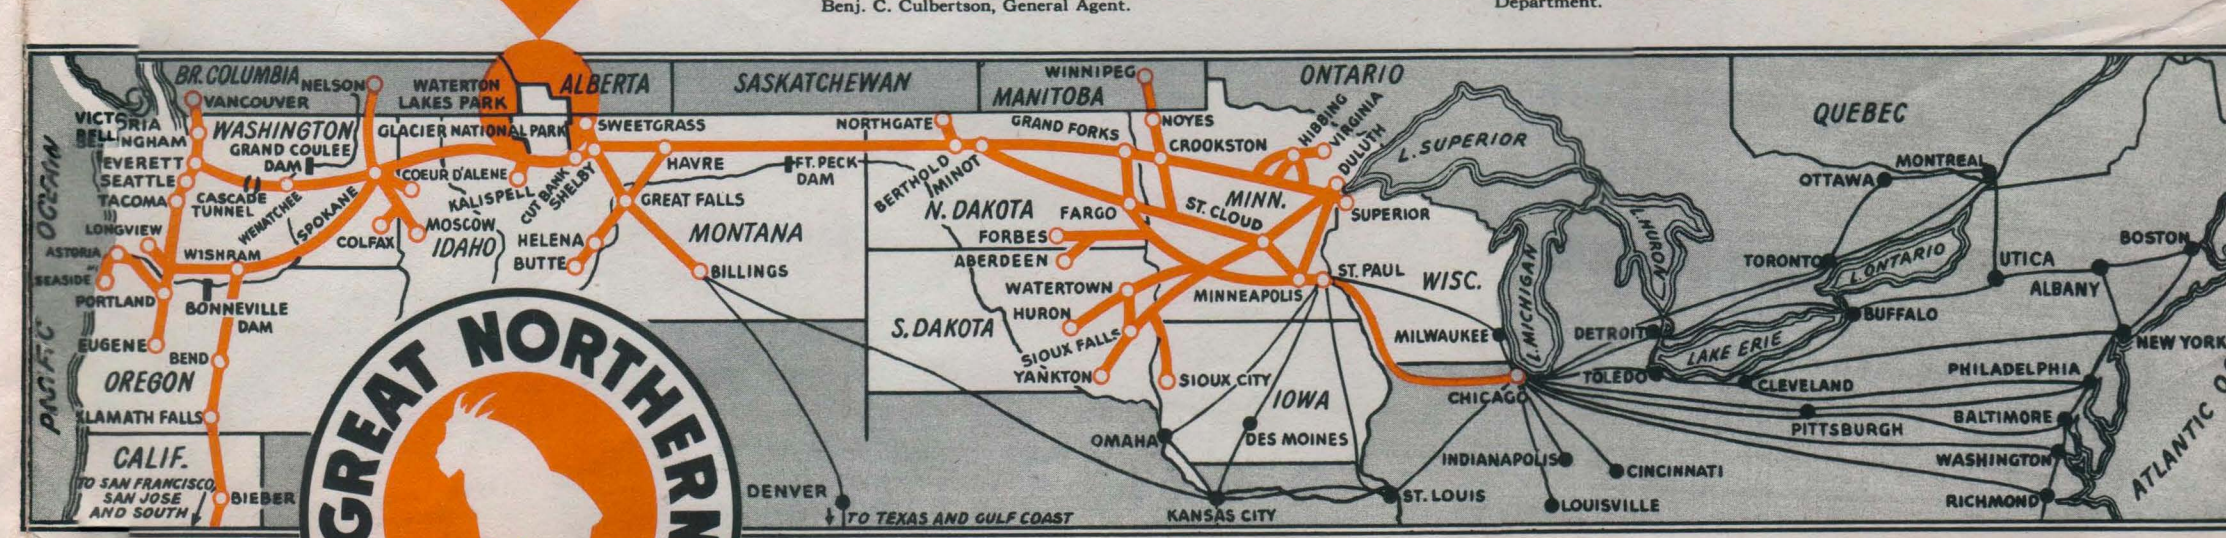 Benj. C. Culbertson, General Agent.
Department.
BR. COLUMBIA
NELSON
WATERTON
LAKES PARK
ALBERTA
SASKATCHEWAN
WINNIPEG
MANITOBA
ONTARIO
QUEBEC
VANCOUVER
VICTORIA
BELLINGHAM
WASHINGTON
GRAND COULEE
DAM
GLACIER NATIONAL PARK
SWEETGRASS
NORTHGATE
GRAND FORKS
NOYES
CROOKSTON
HIBBING
VIRGINIA
DULUTH
L. SUPERIOR
EVERETT
SEATTLE
TACOMA
CASCADE
TUNNEL
WENATCHEE
SPOKANE
COEUR D'ALENE
KALISPELL
CUT BANK
SHELBY
HAVRE
FT. PECK
DAM
BERTHOLD
MINOT
MONTREAL
OTTAWA
LONGVIEW
ASTORIA
SEASIDE
PORTLAND
WISHRAM
COLFAX
MOSCOW
IDAHO
HELENA
BUTTE
GREAT FALLS
MONTANA
BILLINGS
N. DAKOTA
FARGO
FORBES
ABERDEEN
ST. CLOUD
MINN.
SUPERIOR
WATERTOWN
MINNEAPOLIS
ST. PAUL
WISC.
L. MICHIGAN
L. HURON
TORONTO
L. ONTARIO
UTICA
ALBANY
BOSTON
BONNEVILLE
DAM
EUGENE
BEND
OREGON
KLAMATH FALLS
CALIF.
TO SAN FRANCISCO,
SAN JOSE
AND SOUTH
BIEBER
PACIFIC OCEAN
GREAT NORTHERN
HURON
S. DAKOTA
SIOUX FALLS
YANKTON
SIOUX CITY
IOWA
MILWAUKEE
CHICAGO
DETROIT
TOLEDO
LAKE ERIE
BUFFALO
CLEVELAND
NEW YORK
PHILADELPHIA
PITTSBURGH
BALTIMORE
WASHINGTON
RICHMOND
ATLANTIC
OMAHA
DES MOINES
INDIANAPOLIS
CINCINNATI
LOUISVILLE
ST. LOUIS
KANSAS CITY
DENVER
TO TEXAS AND GULF COAST